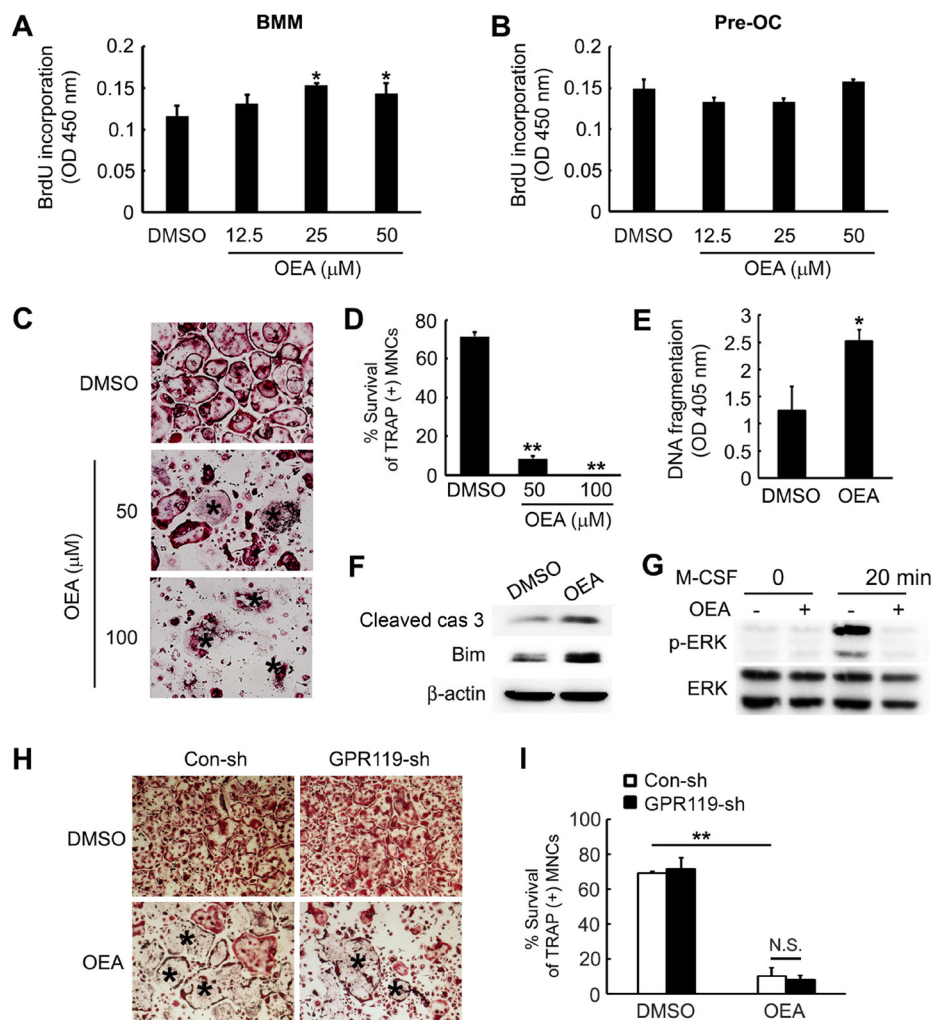 A
BMM
BrdU incorporation
(OD 450 nm)
0.2
0.15
0.1
0.05
0
*
*
DMSO
12.5
25
50
OEA (μM)
B
Pre-OC
BrdU incorporation
(OD 450 nm)
0.2
0.15
0.1
0.05
0
DMSO
12.5
25
50
OEA (μM)
C
DMSO
OEA (μM)
50
100
*
*
*
*
*
D
% Survival
of TRAP (+) MNCs
80
60
40
20
0
**
**
DMSO
50
100
OEA (μM)
E
DNA fragmentaion
(OD 405 nm)
3
2.5
2
1.5
1
0
*
DMSO
OEA
F
DMSO
OEA
Cleaved cas 3
Bim
β-actin
G
M-CSF
0
20 min
OEA
- + - +
p-ERK
ERK
H
Con-sh
GPR119-sh
DMSO
OEA
*
*
*
*
*
I
Con-sh
GPR119-sh
% Survival
of TRAP (+) MNCs
100
80
60
40
20
0
**
N.S.
DMSO
OEA